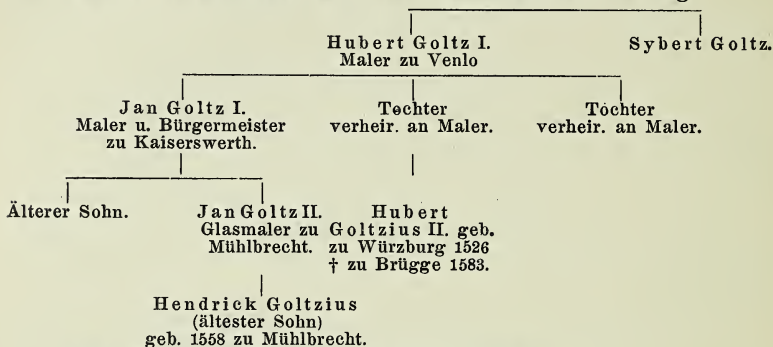 Hubert Goltz I. Sybert Goltz.
Maler zu Venlo
Jan Goltz I. Tochter Tochter
Maler u. Bürgermeister verheir. an Maler. verheir. an Maler.
zu Kaiserswerth.
Älterer Sohn. Jan Goltz II. Hubert
Glasmaler zu Goltzius II. geb.
Mühlbrecht. zu Würzburg 1526
† zu Brügge 1583.
Hendrick Goltzius
(ältester Sohn)
geb. 1558 zu Mühlbrecht.